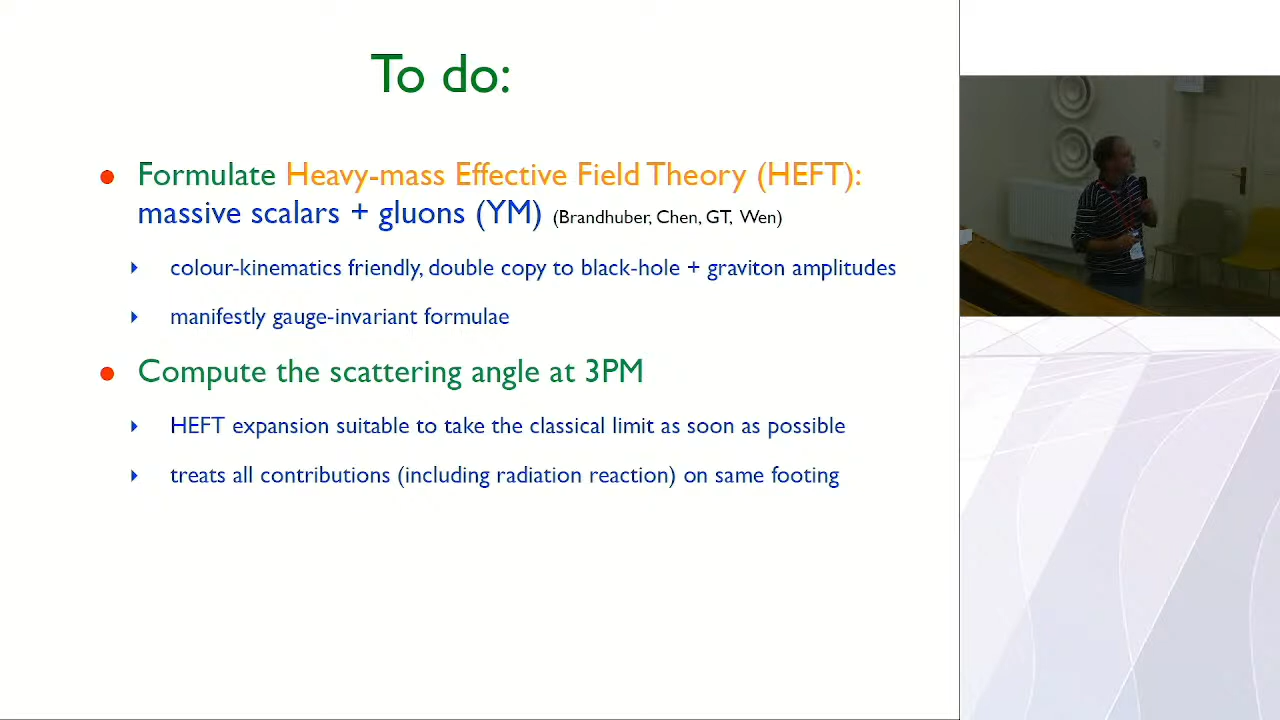 To do:
Formulate Heavy-mass Effective Field Theory (HEFT):
massive scalars + gluons (YM) (Brandhuber, Chen, GT, Wen)
colour-kinematics friendly, double copy to black-hole + graviton amplitudes
manifestly gauge-invariant formulae
Compute the scattering angle at 3PM
HEFT expansion suitable to take the classical limit as soon as possible
treats all contributions (including radiation reaction) on same footing